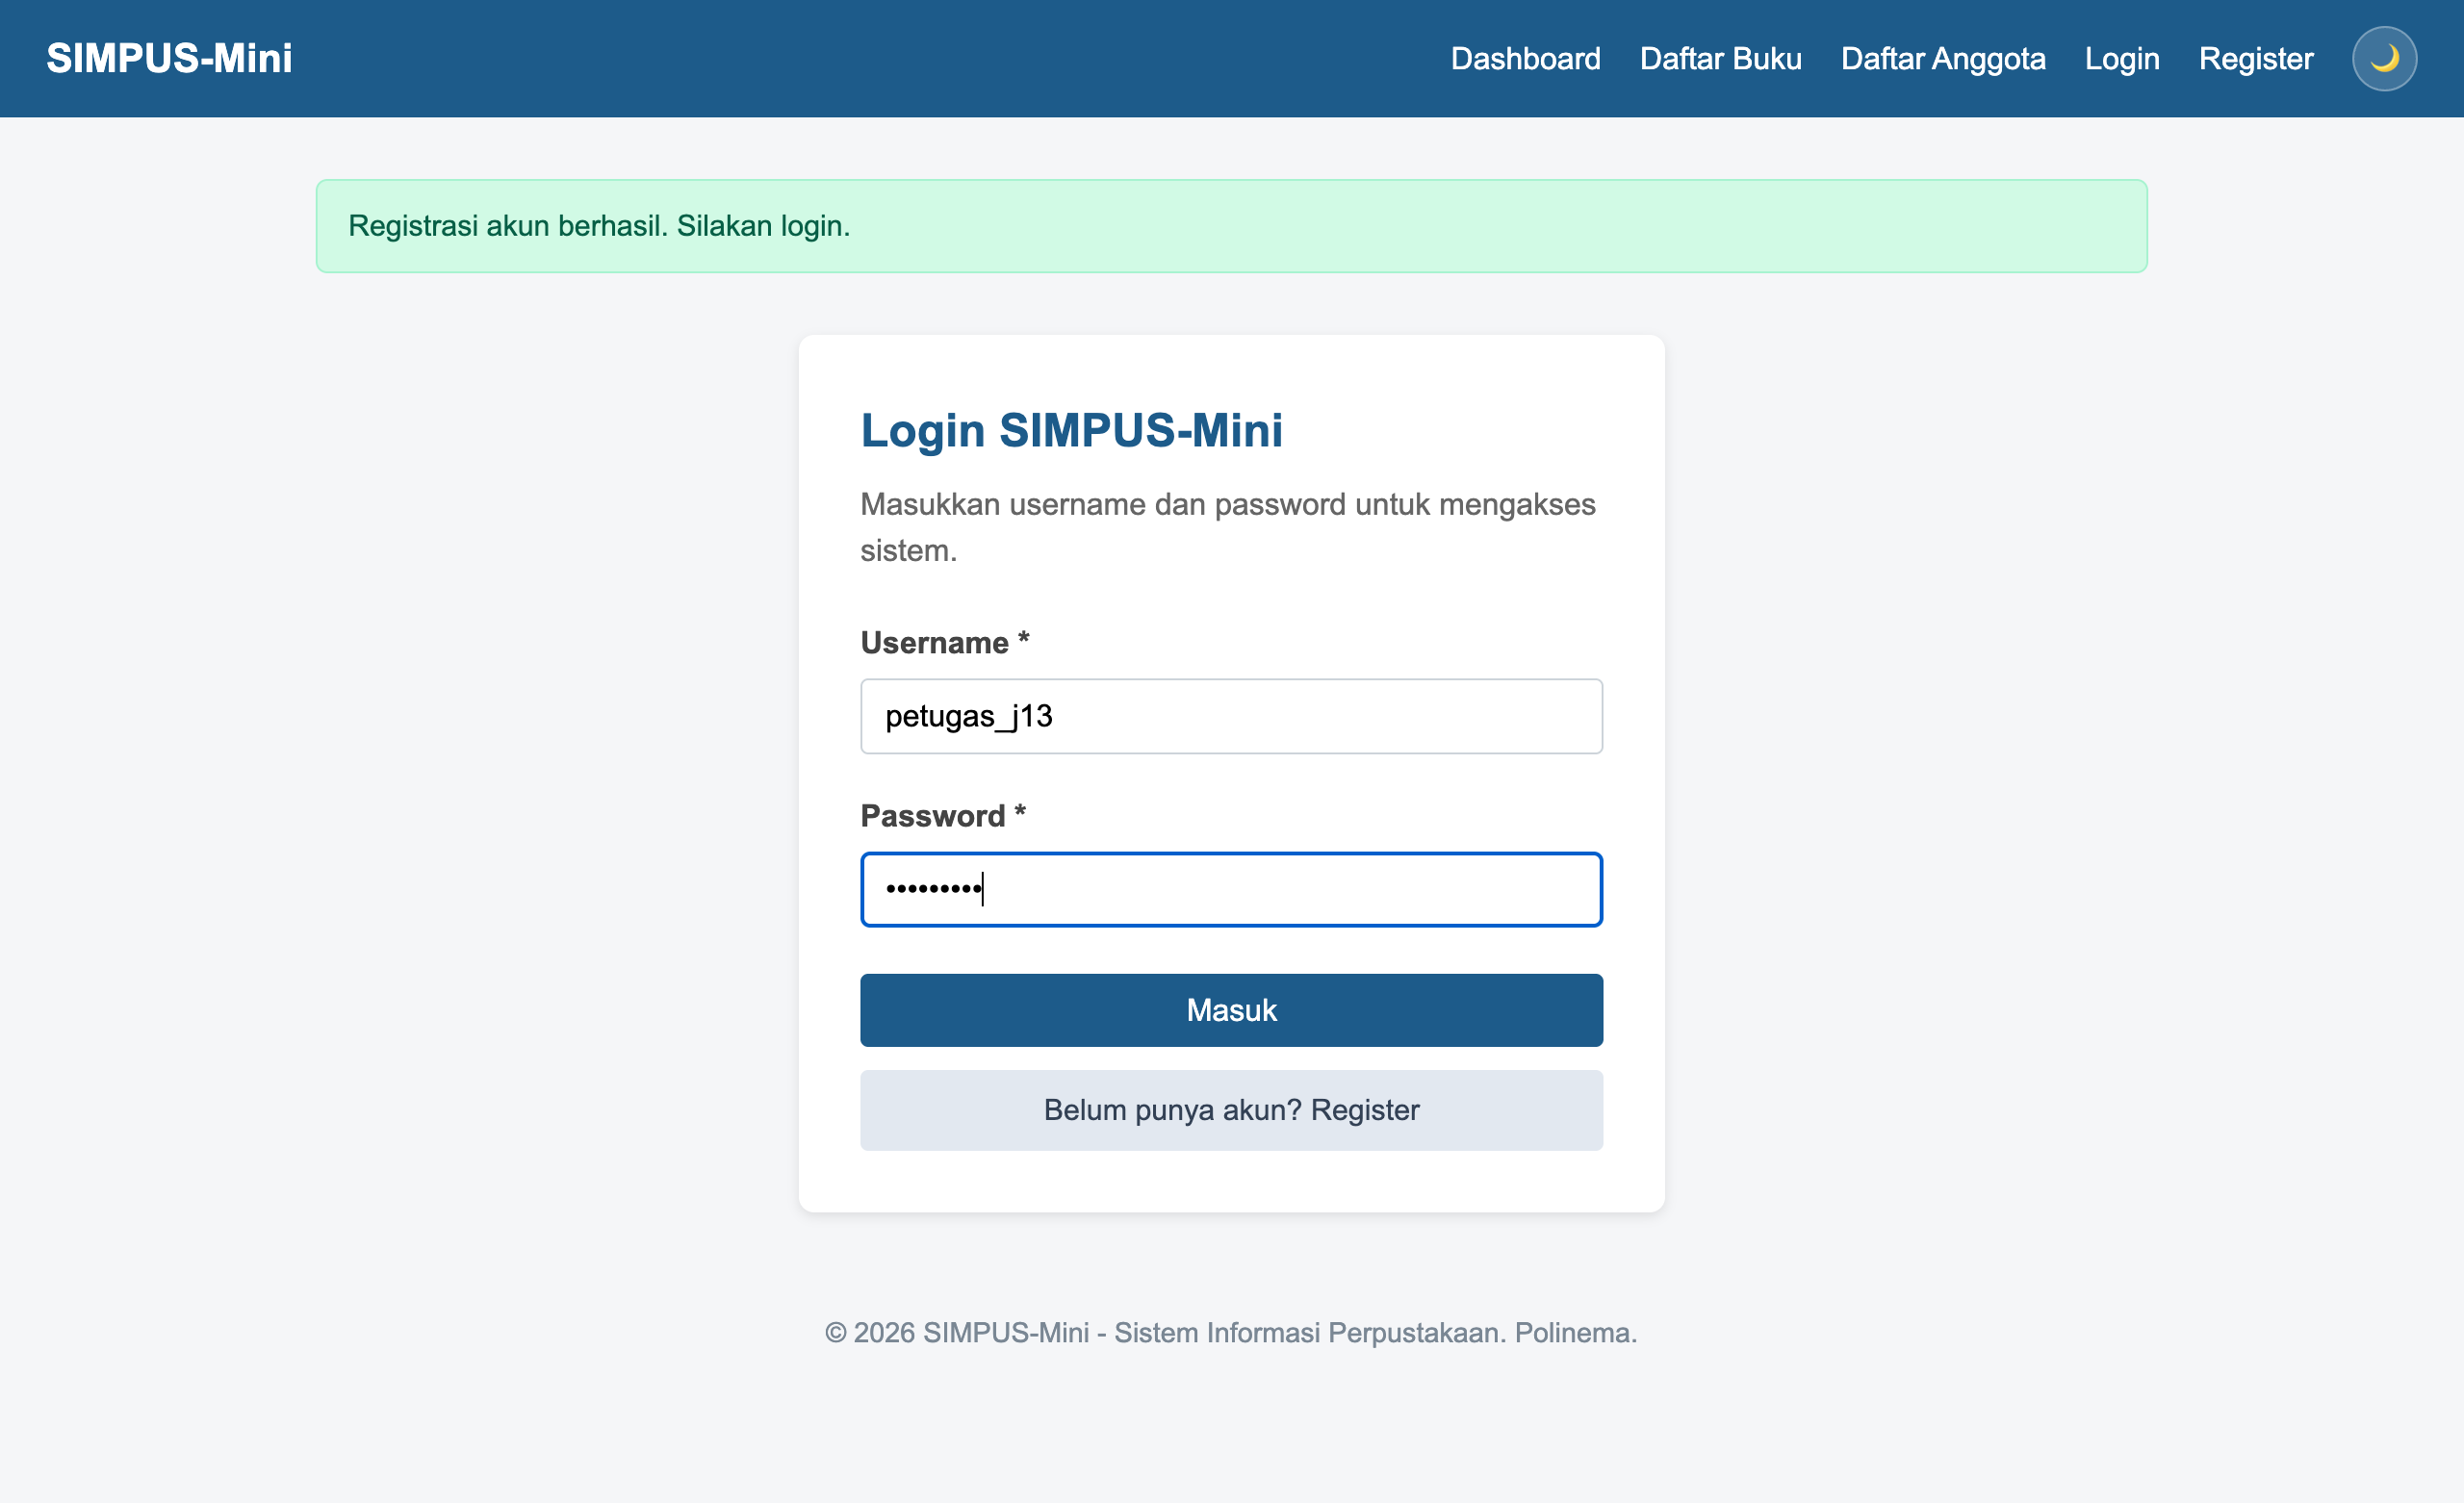 SIMPUS-Mini
Dashboard Daftar Buku Daftar Anggota Login Register
Registrasi akun berhasil. Silakan login.
Login SIMPUS-Mini
Masukkan username dan password untuk mengakses
sistem.
Username *
petugas_j13
Password *
•••••••••
Masuk
Belum punya akun? Register
© 2026 SIMPUS-Mini - Sistem Informasi Perpustakaan. Polinema.